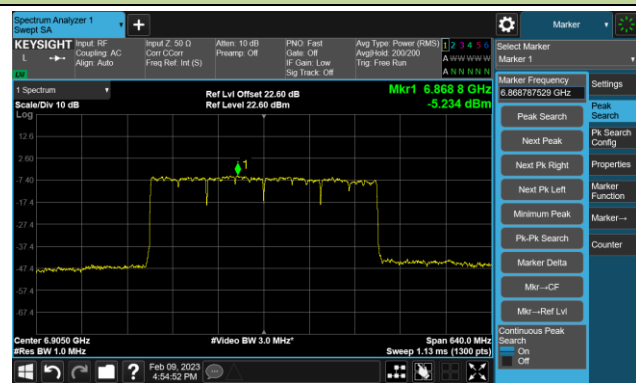 Spectrum Analyzer 1
Swept SA
Marker
KEYSIGHT
L
Input: RF
Coupling: AC
Align: Auto
Input Z: 50 Ω
Corr CCorr
Freq Ref: Int (S)
Atten: 10 dB
Preamp: Off
PNO: Fast
Gate: Off
IF Gain: Low
Sig Track: Off
Avg Type: Power (RMS)
Avg|Hold: 200/200
Trig: Free Run
1 2 3 4 5 6
A W W W W W
A N N N N N
Select Marker
Marker 1
1 Spectrum
Scale/Div 10 dB
Log
Ref Lvl Offset 22.60 dB
Ref Level 22.60 dBm
Mkr1 6.868 8 GHz
-5.234 dBm
12.6
2.60
-7.40
-17.4
-27.4
-37.4
-47.4
-57.4
-67.4
1
Center 6.9050 GHz
#Res BW 1.0 MHz
#Video BW 3.0 MHz*
Span 640.0 MHz
Sweep 1.13 ms (1300 pts)
Marker Frequency
6.868787529 GHz
Peak Search
Next Peak
Next Pk Right
Next Pk Left
Minimum Peak
Pk-Pk Search
Marker Delta
Mkr→CF
Mkr→Ref Lvl
Continuous Peak
Search
On
Off
Settings
Peak
Search
Pk Search
Config
Properties
Marker
Function
Marker→
Counter
Feb 09, 2023
4:54:52 PM